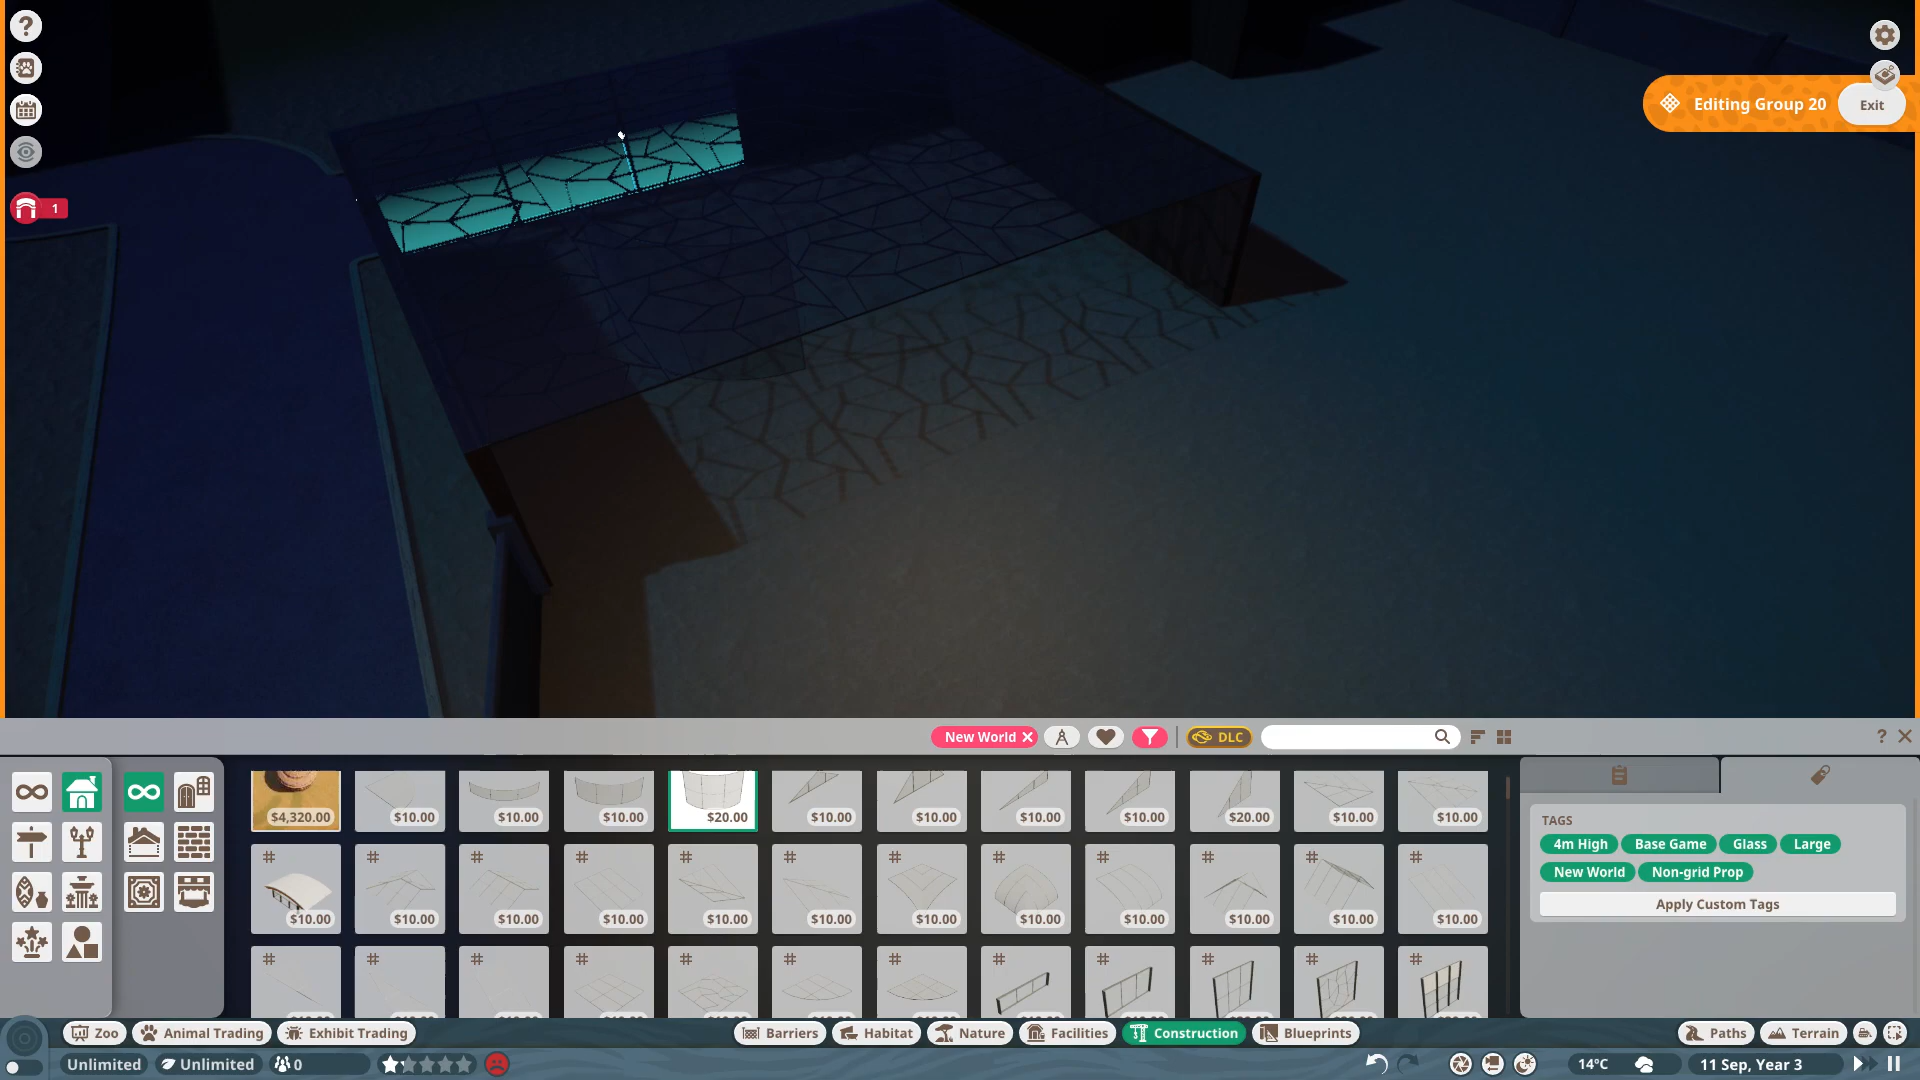 Editing Group 20
Exit
1
New World
DLC
$4,320.00
$10.00
$10.00
$10.00
$20.00
$10.00
$10.00
$10.00
$10.00
$20.00
$10.00
$10.00
$10.00
$10.00
$10.00
$10.00
$10.00
$10.00
$10.00
$10.00
$10.00
$10.00
$10.00
$10.00
TAGS
4m High
Base Game
Glass
Large
New World
Non-grid Prop
Apply Custom Tags
Zoo
Animal Trading
Exhibit Trading
Barriers
Habitat
Nature
Facilities
Construction
Blueprints
Paths
Terrain
Unlimited
Unlimited
0
14°C
11 Sep, Year 3